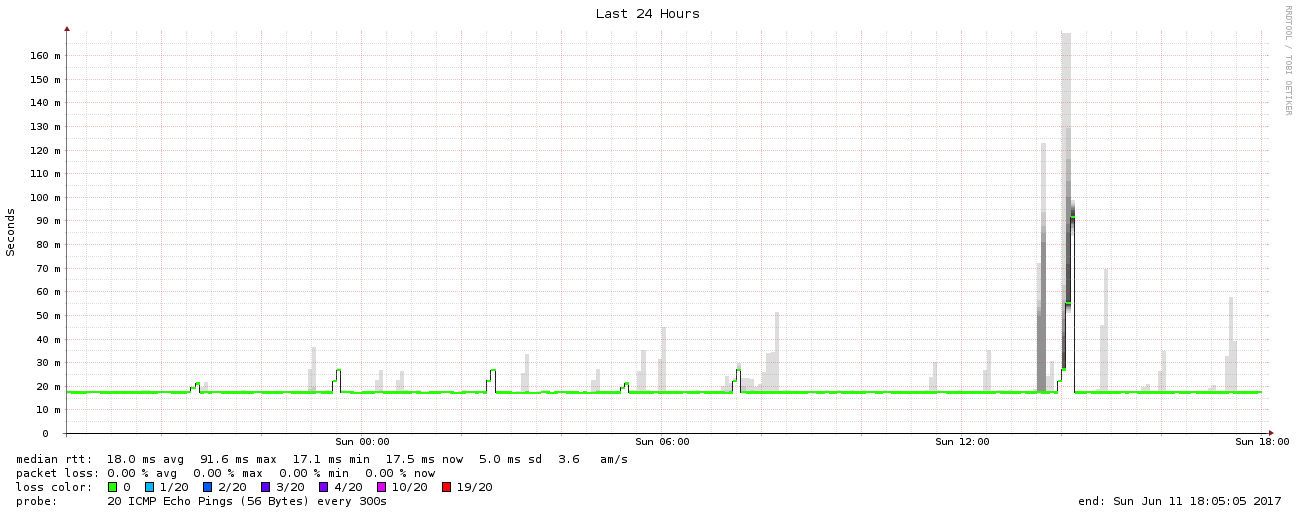 Last 24 Hours
RRDTOOL / TOBI OETIKER
Seconds
160 m
150 m
140 m
130 m
120 m
110 m
100 m
90 m
80 m
70 m
60 m
50 m
40 m
30 m
20 m
10 m
0
Sun 00:00 Sun 06:00 Sun 12:00 Sun 18:00
median rtt: 18.0 ms avg 91.6 ms max 17.1 ms min 17.5 ms now 5.0 ms sd 3.6 am/s
packet loss: 0.00 % avg 0.00 % max 0.00 % min 0.00 % now
loss color: 0 1/20 2/20 3/20 4/20 10/20 19/20
probe: 20 ICMP Echo Pings (56 Bytes) every 300s end: Sun Jun 11 18:05:05 2017